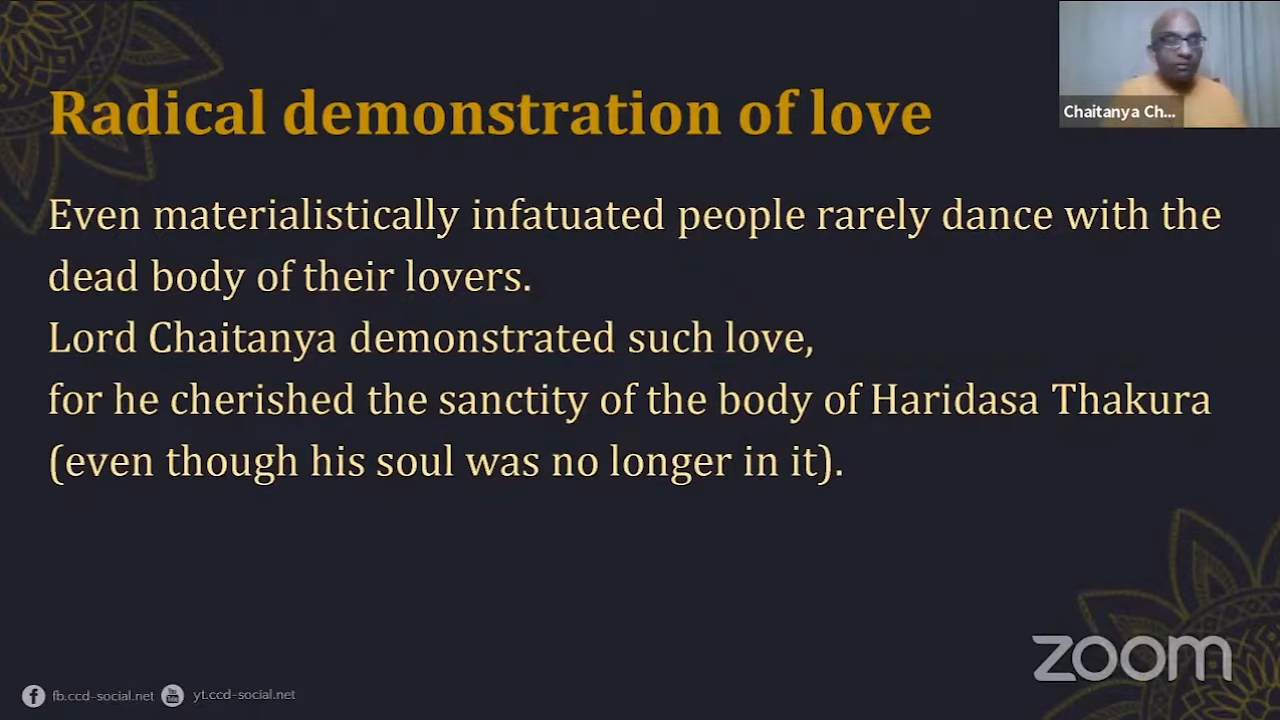 Radical demonstration of love
Chaitanya Ch...
Even materialistically infatuated people rarely dance with the
dead body of their lovers.
Lord Chaitanya demonstrated such love,
for he cherished the sanctity of the body of Haridasa Thakura
(even though his soul was no longer in it).
zoom
fb.ccd-social.net yt.ccd-social.net